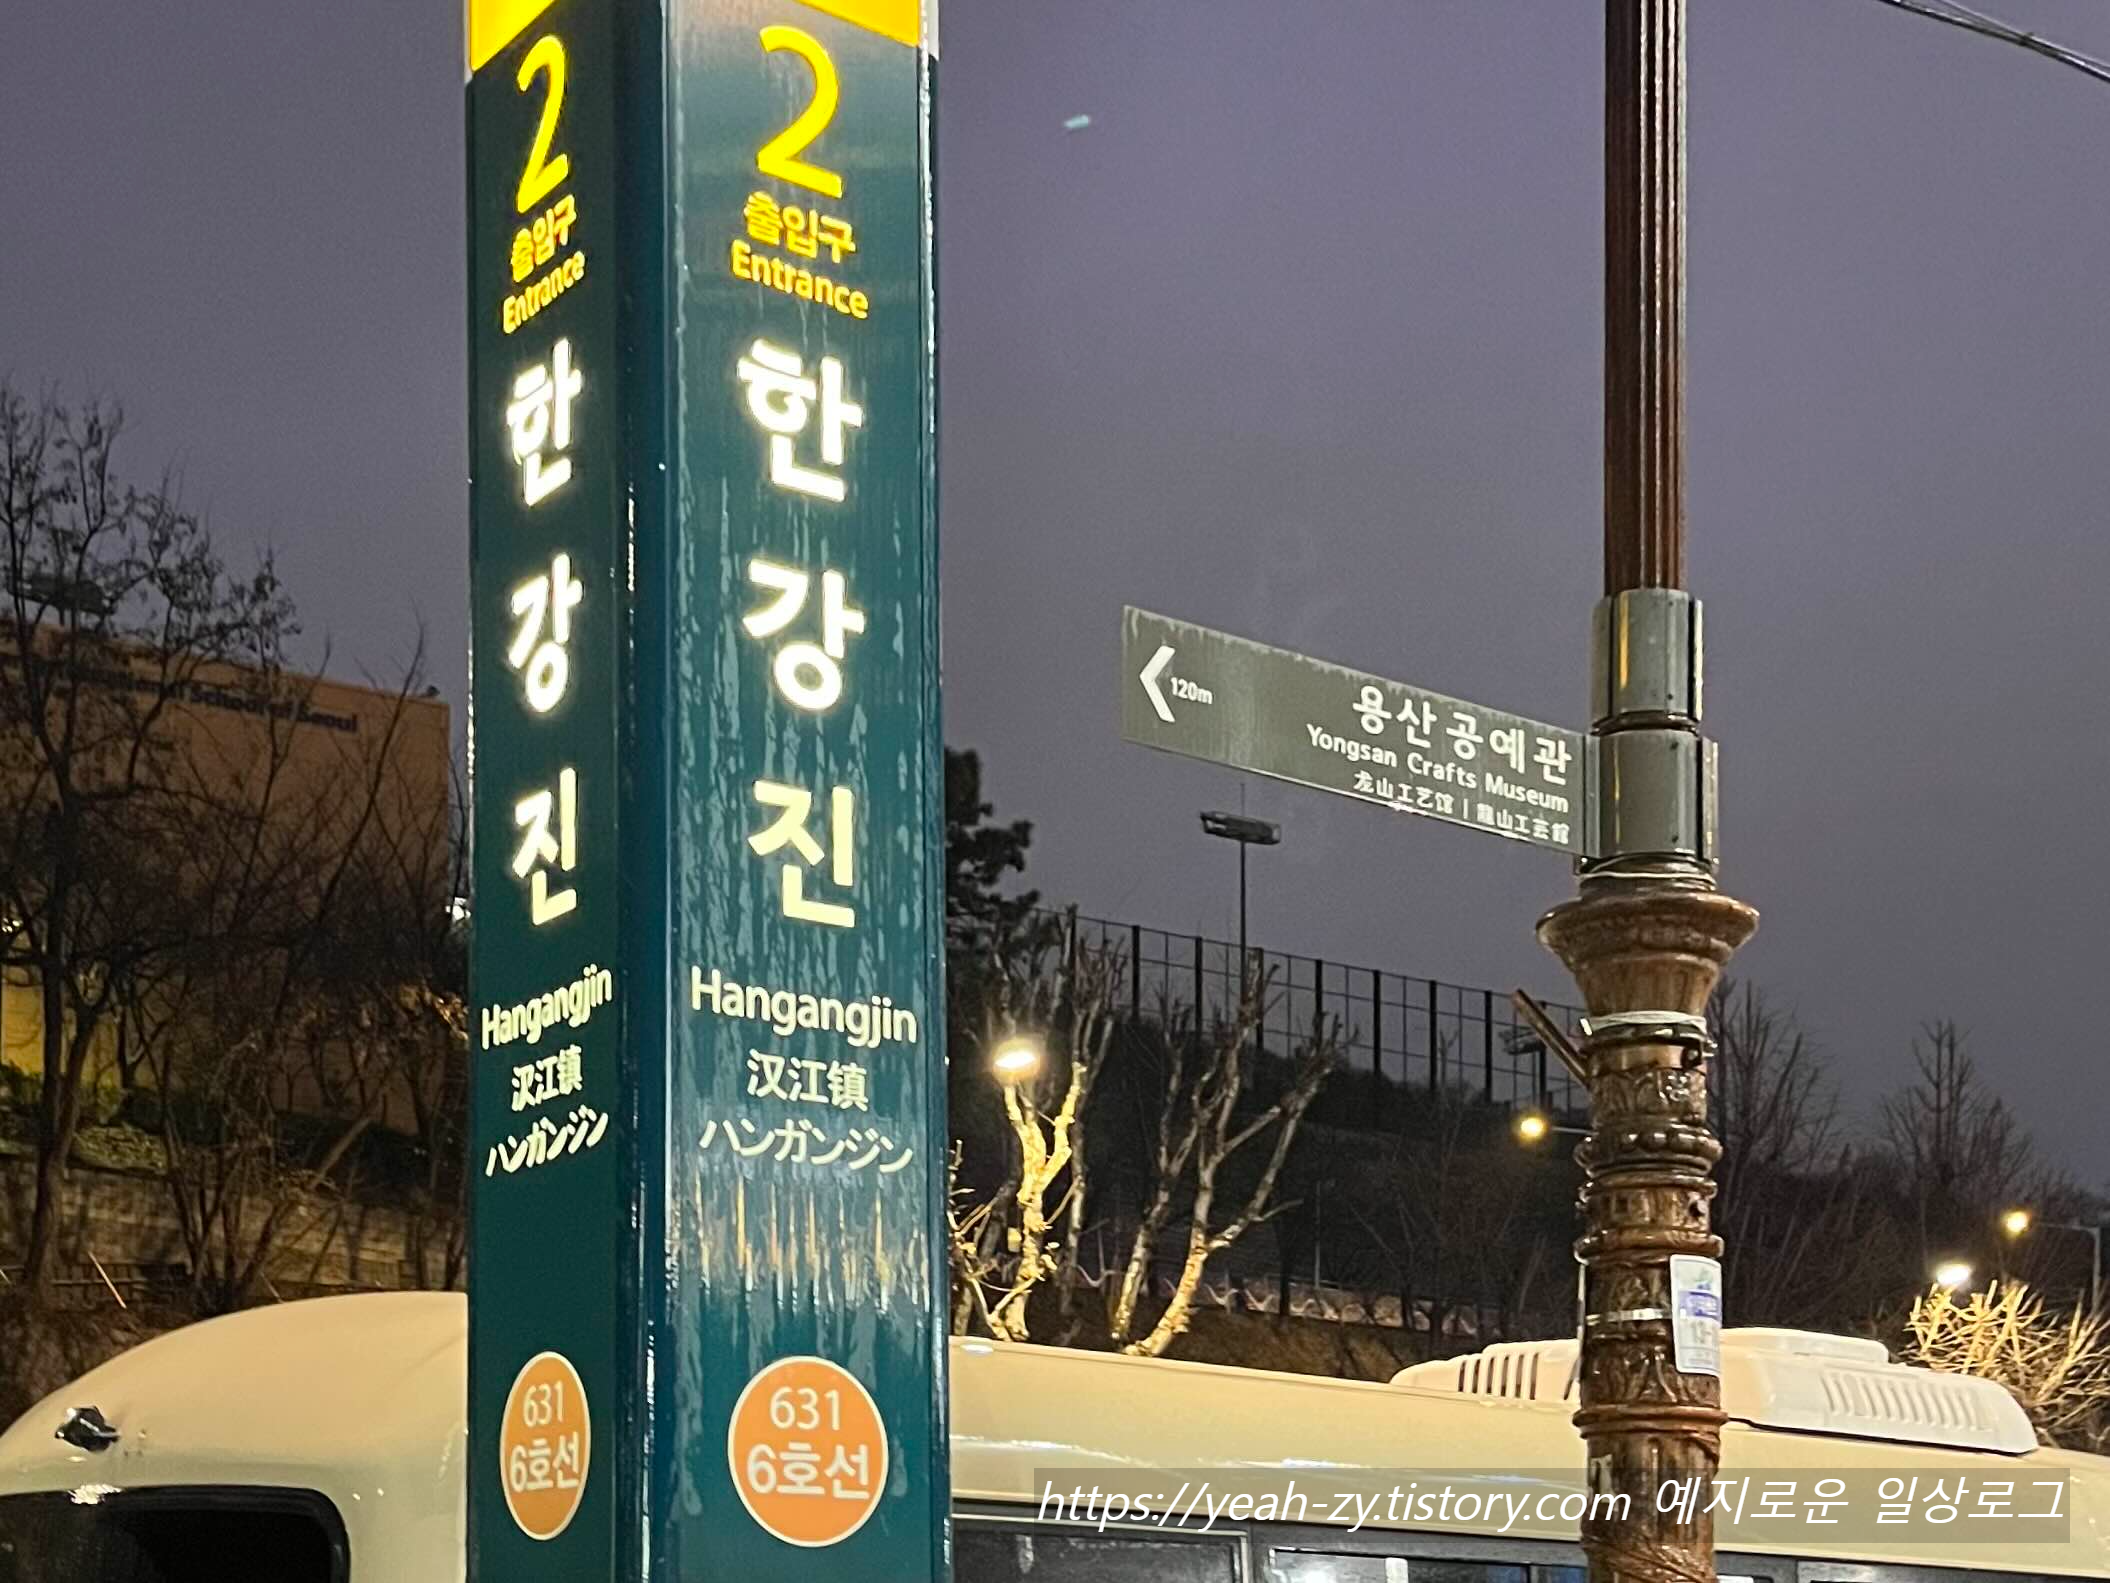 2
출입구
Entrance
한
강
진
Hangangjin
汉江镇
ハンガンジン
631
6호선
2
출입구
Entrance
한
강
진
Hangangjin
汉江镇
ハンガンジン
631
6호선
School of Seoul
120m
용산공예관
Yongsan Crafts Museum
龙山工艺馆 | 龍山工芸館
https://yeah-zy.tistory.com 예지로운 일상로그